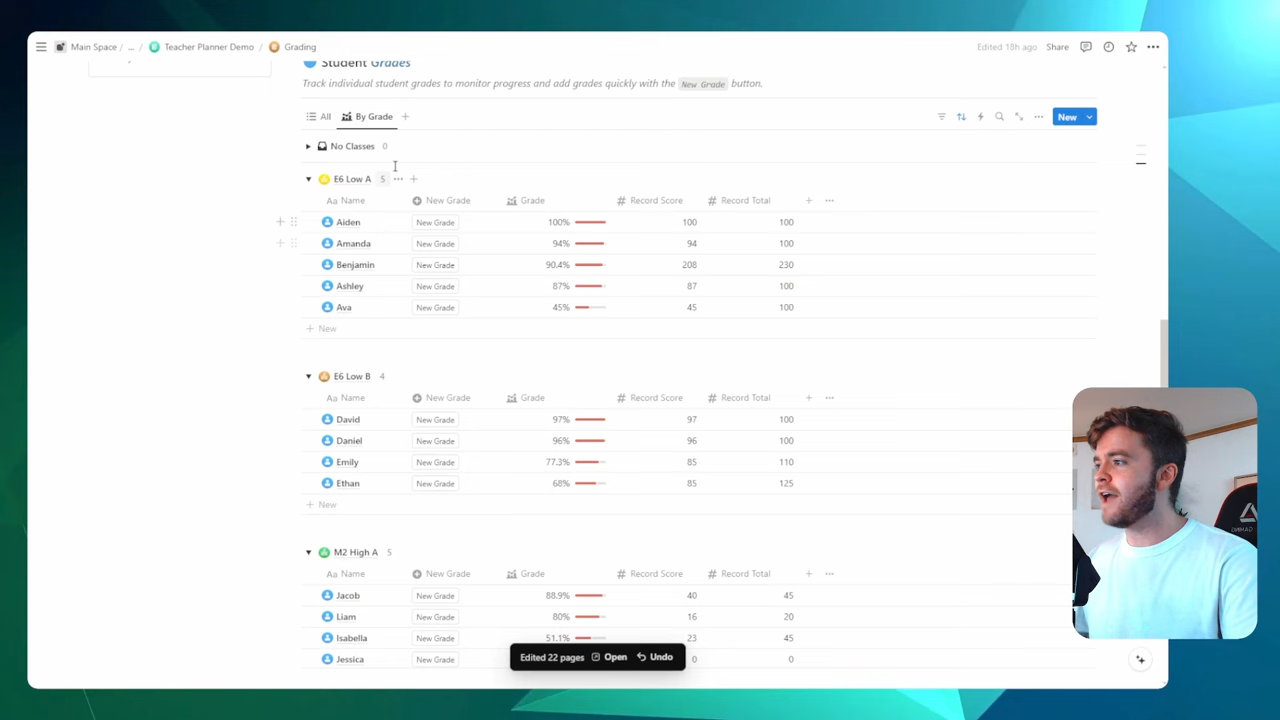 Main Space / ... / Teacher Planner Demo / Grading Edited 18h ago Share
Student Grades
Track individual student grades to monitor progress and add grades quickly with the New Grade button.
All By Grade New
No Classes 0
E6 Low A 5
Aa Name New Grade Grade # Record Score # Record Total
Aiden New Grade 100% 100 100
Amanda New Grade 94% 94 100
Benjamin New Grade 90.4% 208 230
Ashley New Grade 87% 87 100
Ava New Grade 45% 45 100
+ New
E6 Low B 4
Aa Name New Grade Grade # Record Score # Record Total
David New Grade 97% 97 100
Daniel New Grade 96% 96 100
Emily New Grade 77.3% 85 110
Ethan New Grade 68% 85 125
+ New
M2 High A 5
Aa Name New Grade Grade # Record Score # Record Total
Jacob New Grade 88.9% 40 45
Liam New Grade 80% 16 20
Isabella New Grade 51.1% 23 45
Jessica New Grade 0 0
Edited 22 pages Open Undo